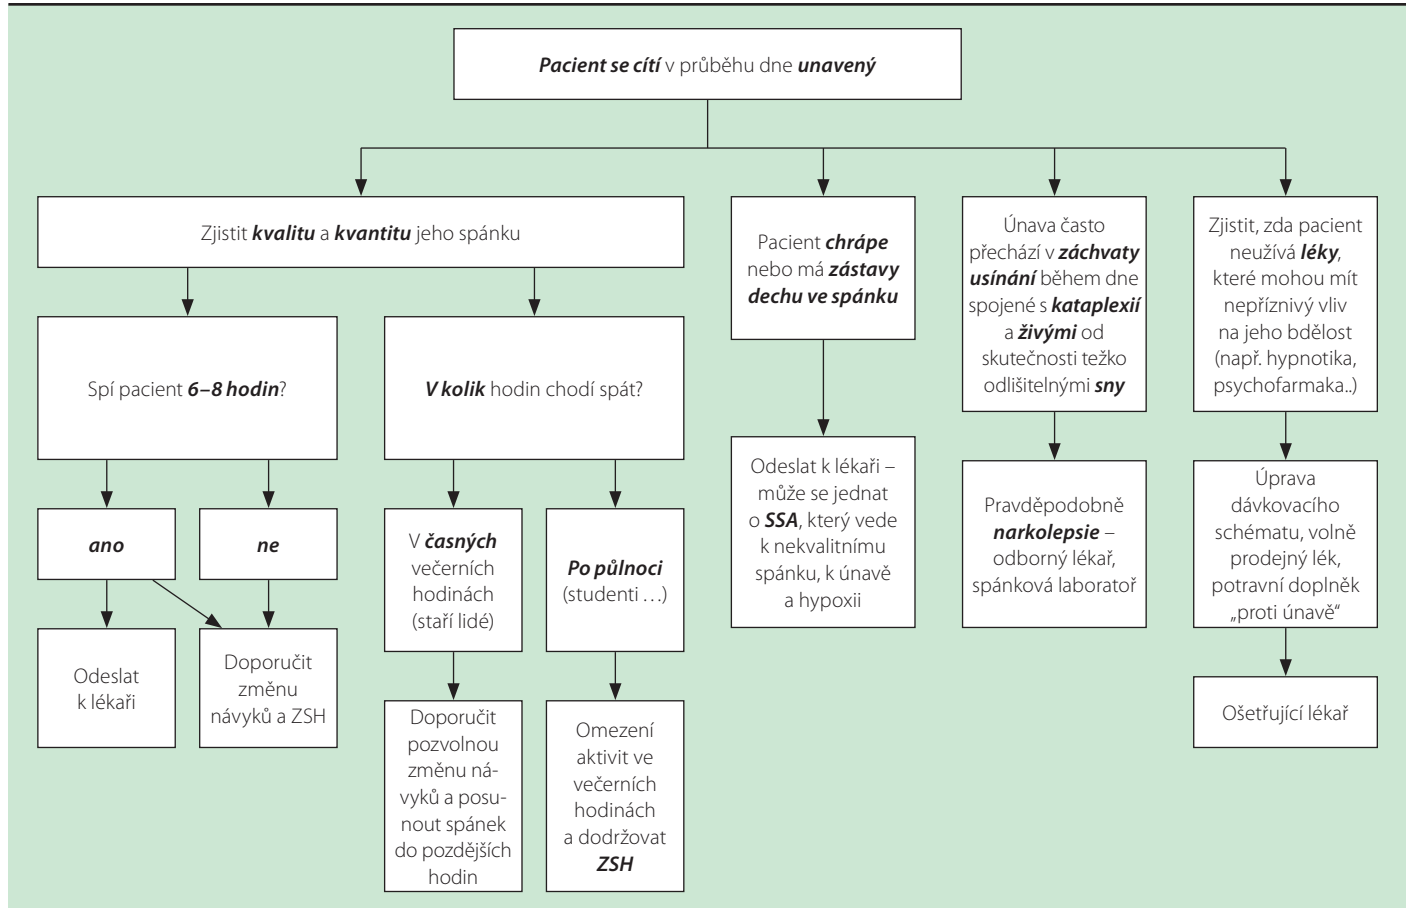 Pacient se cítí v průběhu dne unavený
Zjistit kvalitu a kvantitu jeho spánku
Spí pacient 6–8 hodin?
ano
ne
Odeslat
k lékaři
Doporučit
změnu
návyků a ZSH
V kolik hodin chodí spát?
V časných
večerních
hodinách
(staří lidé)
Po půlnoci
(studenti …)
Doporučit
pozvolnou
změnu ná-
vyků a posu-
nout spánek
do pozdějších
hodin
Omezení
aktivit ve
večerních
hodinách
a dodržovat
ZSH
Pacient chrápe
nebo má zástavy
dechu ve spánku
Odeslat k lékaři –
může se jednat
o SSA, který vede
k nekvalitnímu
spánku, k únavě
a hypoxii
Únava často
přechází v záchvaty
usínání během dne
spojené s kataplexií
a živými od
skutečnosti težko
odlišitelnými sny
Pravděpodobně
narkolepsie –
odborný lékař,
spánková laboratoř
Zjistit, zda pacient
neužívá léky,
které mohou mít
nepříznivý vliv
na jeho bdělost
(např. hypnotika,
psychofarmaka..)
Úprava
dávkovacího
schématu, volně
prodejný lék,
potravní doplněk
„proti únavě“
Ošetřující lékař